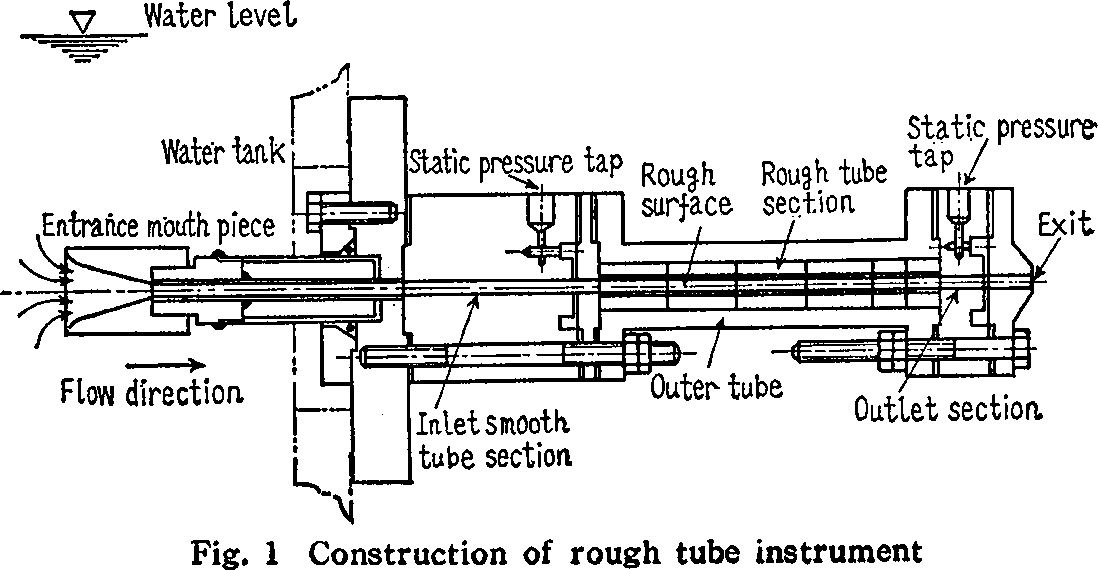 Water level
Water tank
Static pressure tap
Rough
surface
Rough tube
section
Static pressure
tap
Entrance mouth piece
Exit
Flow direction
Inlet smooth
tube section
Outer tube
Outlet section
Fig. 1 Construction of rough tube instrument